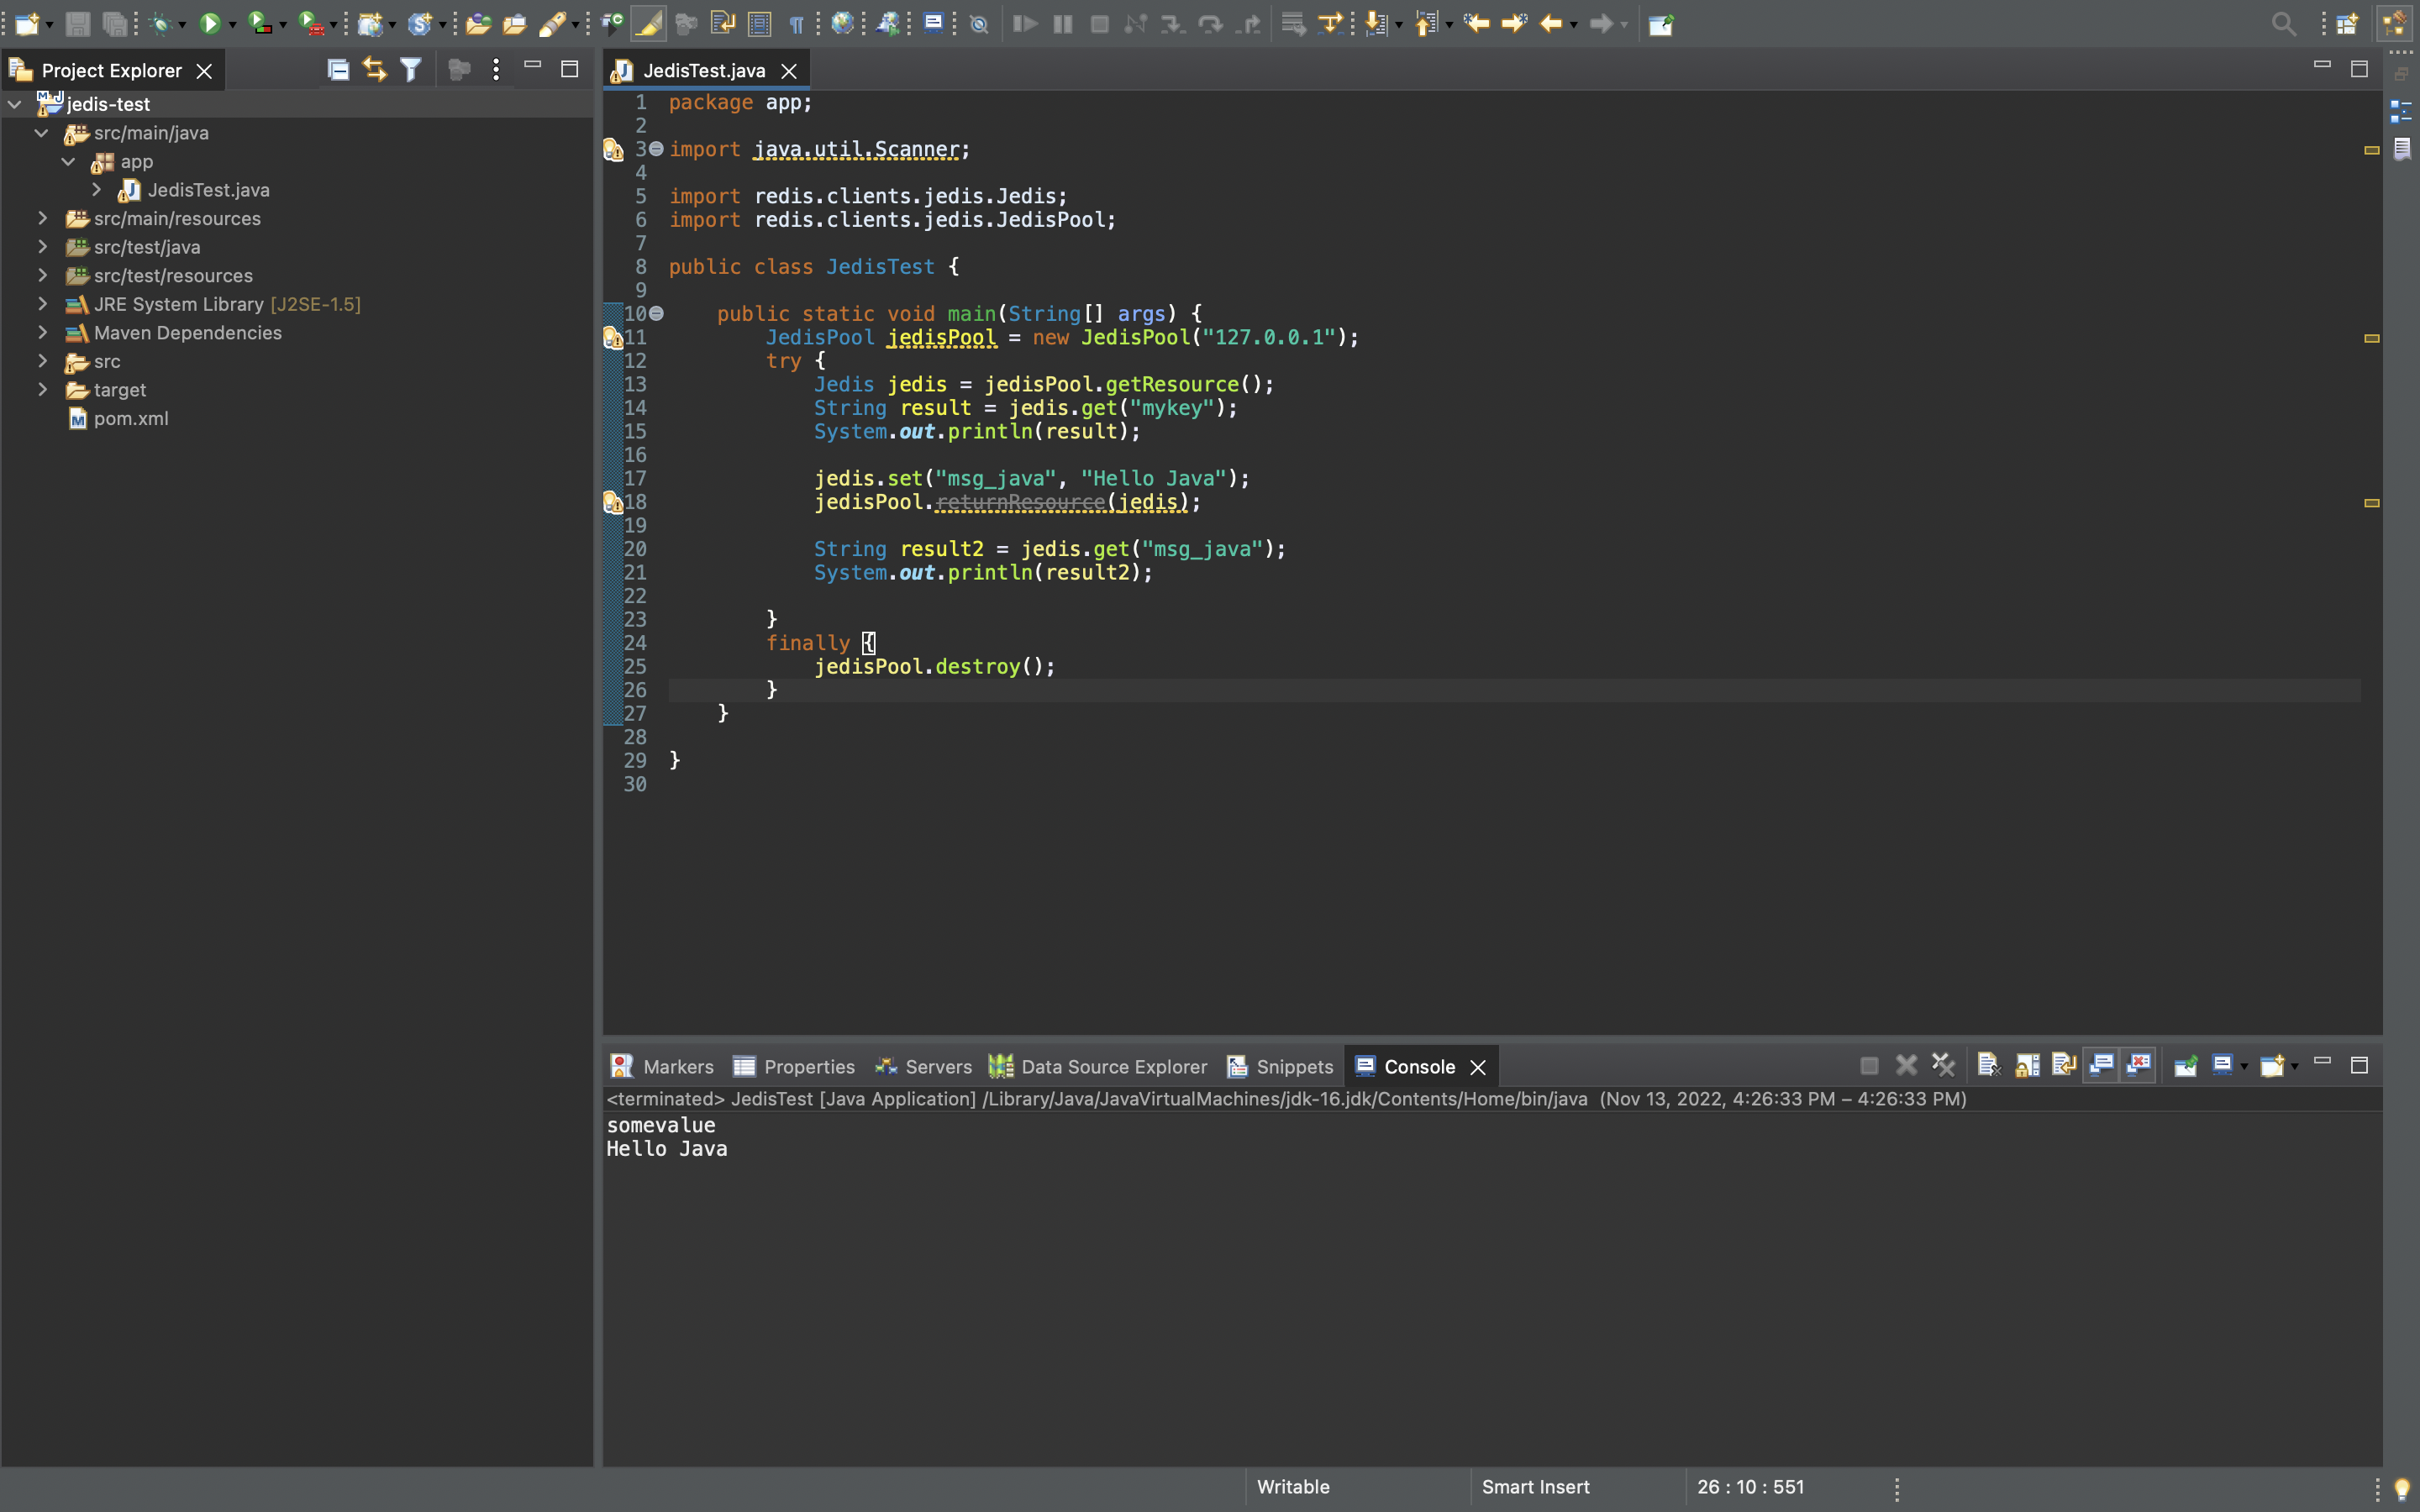 Project Explorer
jedis-test
src/main/java
app
JedisTest.java
src/main/resources
src/test/java
src/test/resources
JRE System Library [J2SE-1.5]
Maven Dependencies
src
target
pom.xml
JedisTest.java
1 package app;
2
3 import java.util.Scanner;
4
5 import redis.clients.jedis.Jedis;
6 import redis.clients.jedis.JedisPool;
7
8 public class JedisTest {
9
10 public static void main(String[] args) {
11 JedisPool jedisPool = new JedisPool("127.0.0.1");
12 try {
13 Jedis jedis = jedisPool.getResource();
14 String result = jedis.get("mykey");
15 System.out.println(result);
16
17 jedis.set("msg_java", "Hello Java");
18 jedisPool.returnResource(jedis);
19
20 String result2 = jedis.get("msg_java");
21 System.out.println(result2);
22
23 }
24 finally {
25 jedisPool.destroy();
26 }
27 }
28
29 }
30
Markers Properties Servers Data Source Explorer Snippets Console
<terminated> JedisTest [Java Application] /Library/Java/JavaVirtualMachines/jdk-16.jdk/Contents/Home/bin/java (Nov 13, 2022, 4:26:33 PM – 4:26:33 PM)
somevalue
Hello Java
Writable Smart Insert 26 : 10 : 551